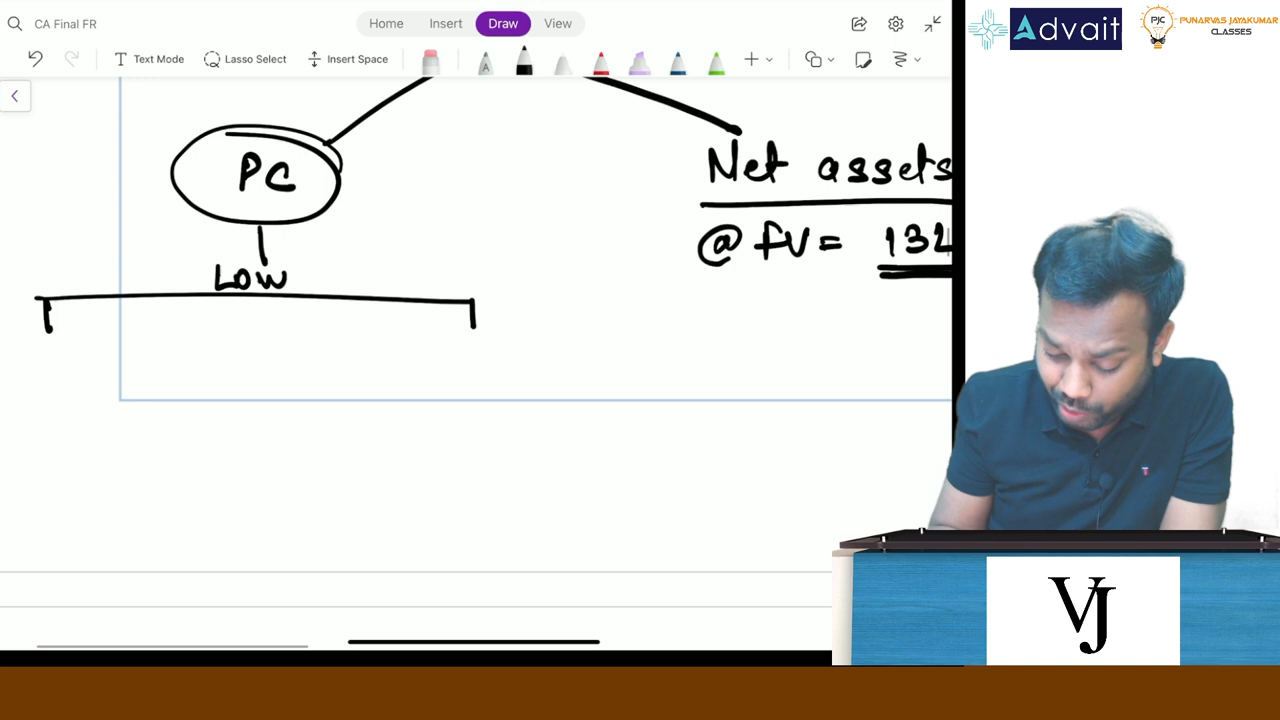 CA Final FR
Home Insert Draw View
Advait
PJC
PUNARVAS JAYAKUMAR
CLASSES
Text Mode Lasso Select Insert Space
A
PC
Net assets
@ FV = 132
LOW
VJ